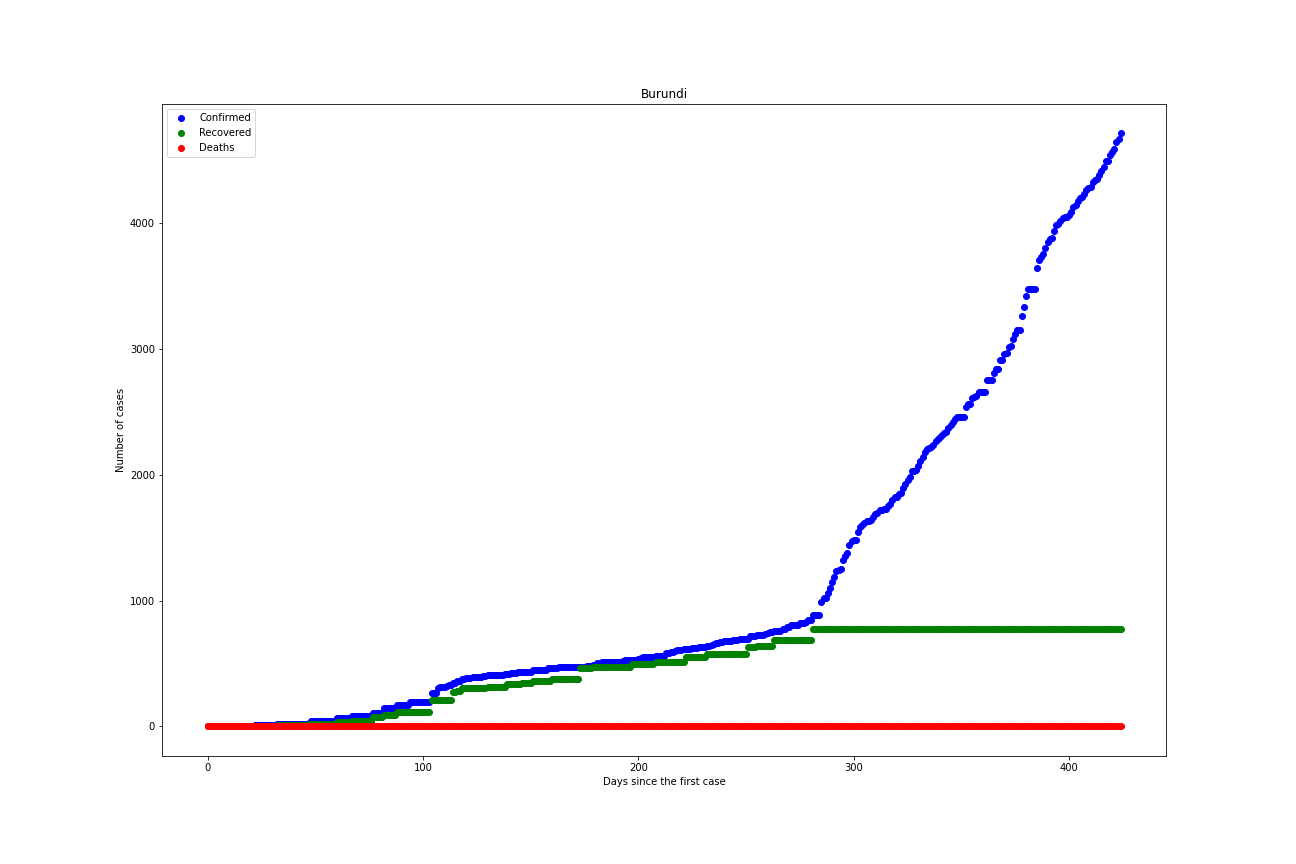 Burundi
Confirmed
Recovered
Deaths
Number of cases
4000
3000
2000
1000
0
0 100 200 300 400
Days since the first case